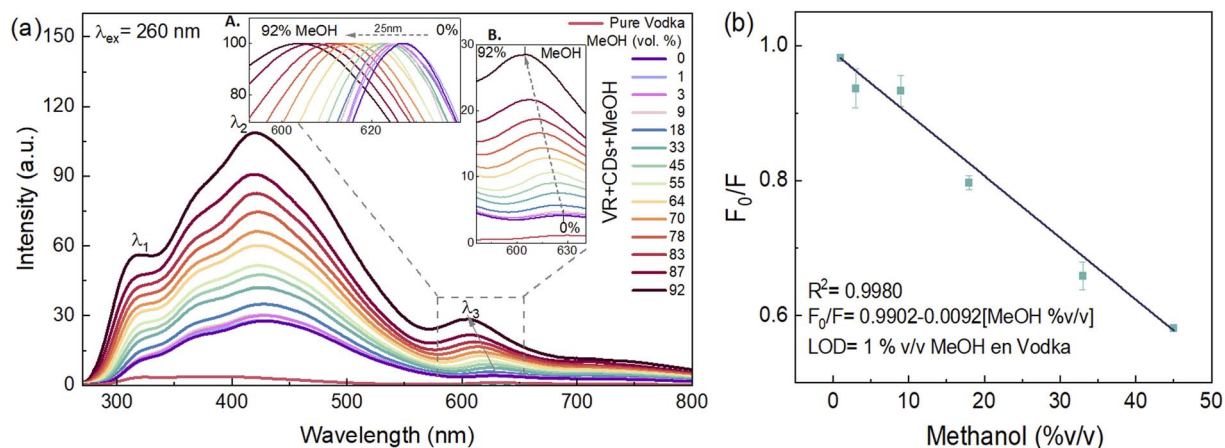 (a)
λex= 260 nm
A.
92% MeOH
25nm
0%
100
90
80
70
600
620
B.
92%
MeOH
0%
30
20
10
0
600
630
Pure Vodka
MeOH (vol. %)
VR+CDs+MeOH
0
1
3
9
18
33
45
55
64
70
78
83
87
92
λ1
λ2
λ3
150
120
90
60
30
0
Intensity (a.u.)
300
400
500
600
700
800
Wavelength (nm)
(b)
1.0
0.8
0.6
F0/F
R2= 0.9980
F0/F= 0.9902-0.0092[MeOH %v/v]
LOD= 1 % v/v MeOH en Vodka
0
10
20
30
40
50
Methanol (%v/v)